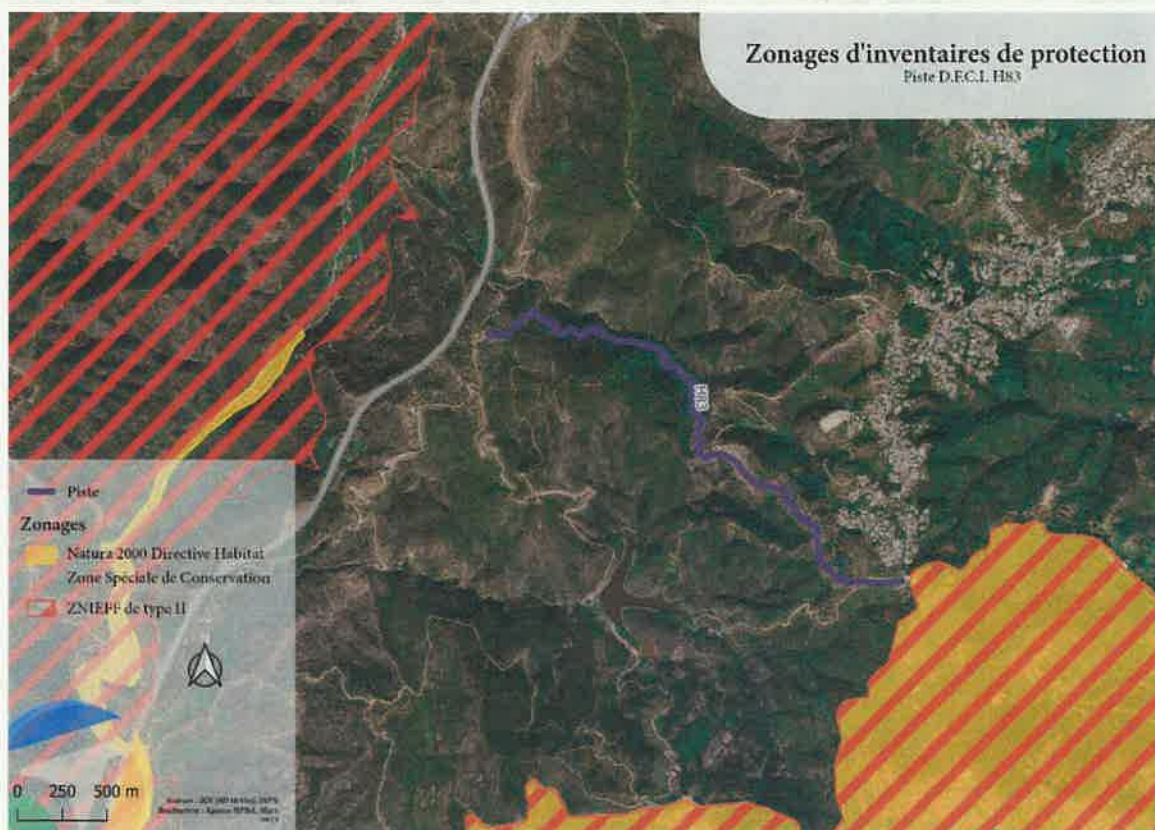 Zonages d'inventaires de protection
Piste D.F.C.I. H83
H83
Piste
Zonages
Natura 2000 Directive Habitat
Zone Spéciale de Conservation
ZNIEFF de type II
0 250 500 m